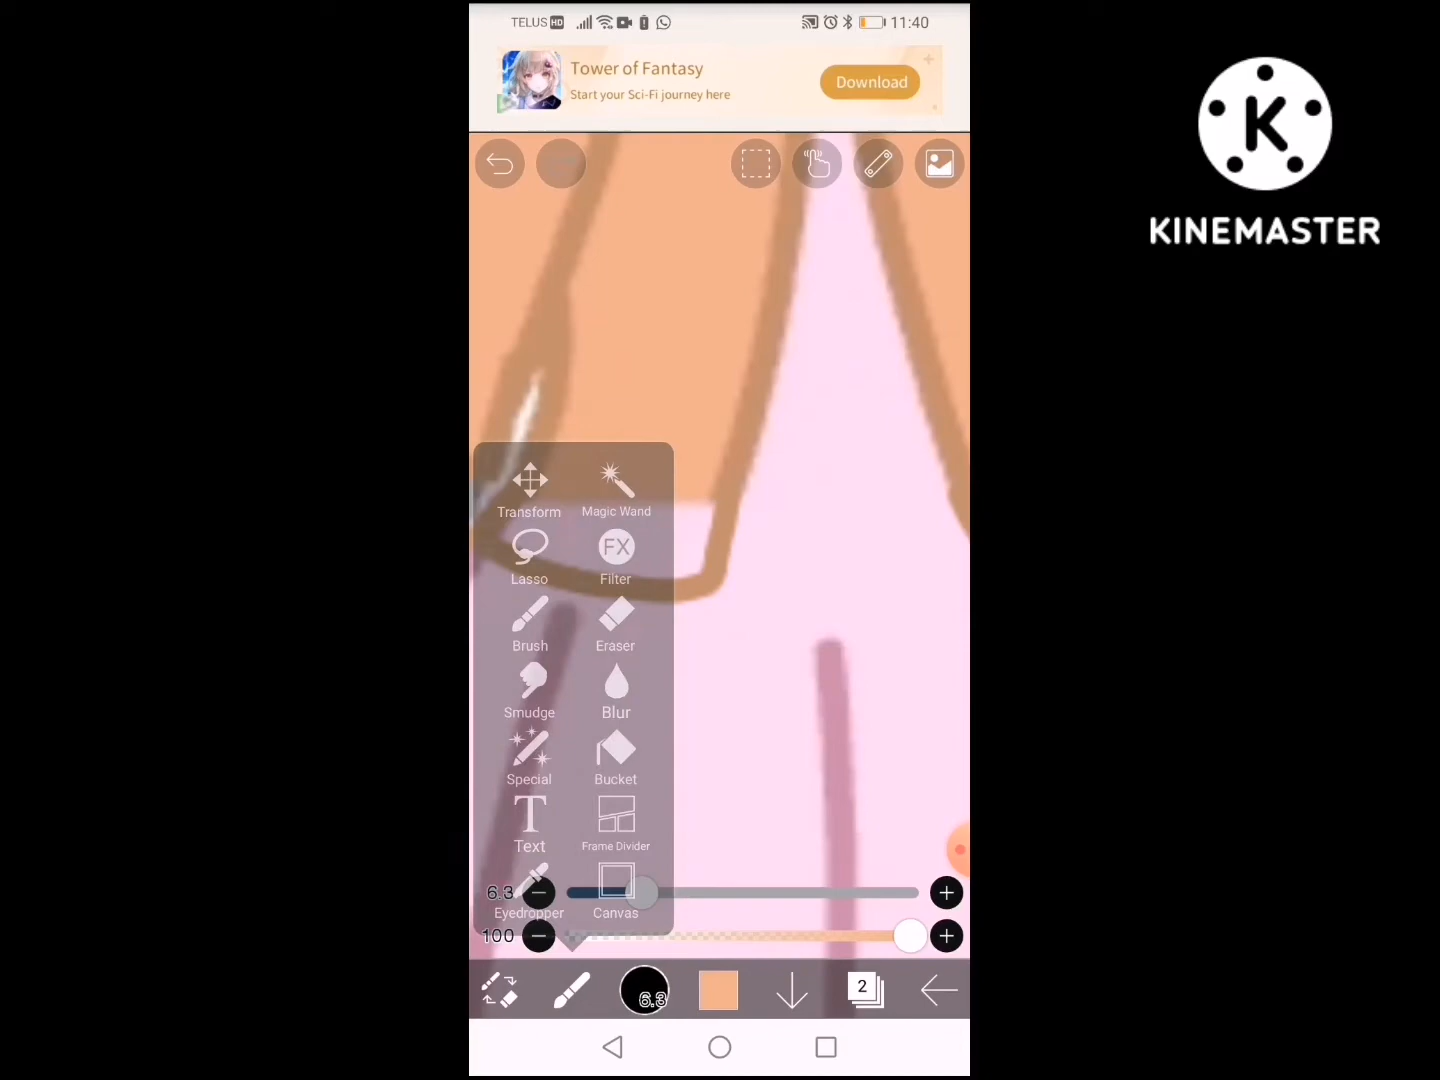 TELUS HD
11:40
Tower of Fantasy
Start your Sci-Fi journey here
Download
K
KINEMASTER
Transform
Magic Wand
Lasso
FX
Filter
Brush
Eraser
Smudge
Blur
Special
Bucket
T
Text
Frame Divider
6.3
Eyedropper
Canvas
100
6.3
2